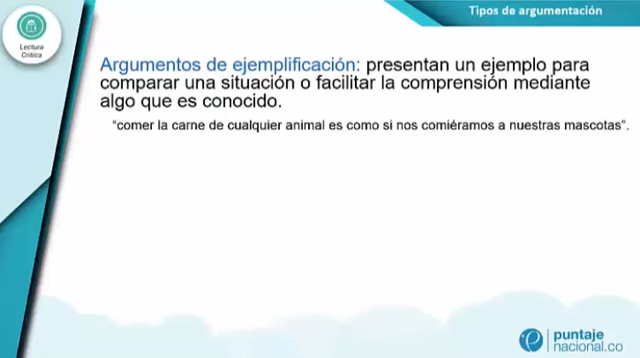 Tipos de argumentación
Lectura
Crítica
Argumentos de ejemplificación: presentan un ejemplo para
comparar una situación o facilitar la comprensión mediante
algo que es conocido.
“comer la carne de cualquier animal es como si nos comiéramos a nuestras mascotas”.
puntaje
nacional.co